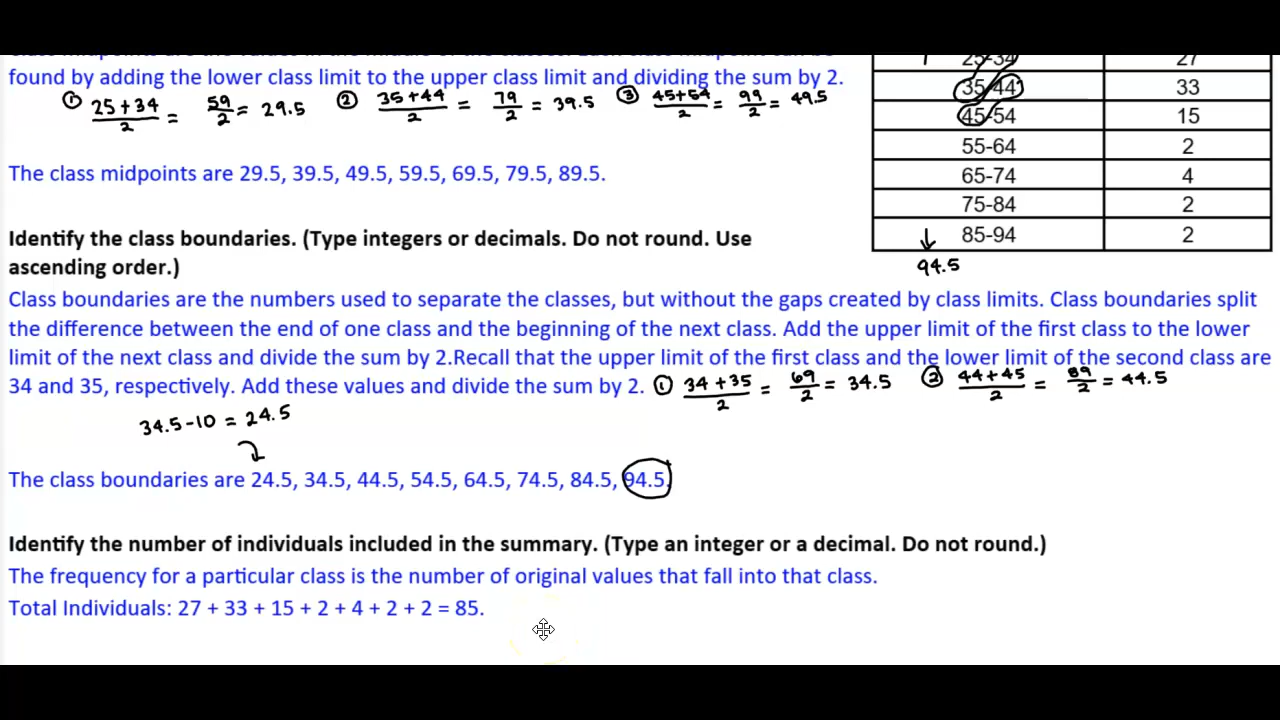 found by adding the lower class limit to the upper class limit and dividing the sum by 2.
① 25+34/2 = 59/2 = 29.5 ② 35+44/2 = 79/2 = 39.5 ③ 45+54/2 = 99/2 = 49.5
The class midpoints are 29.5, 39.5, 49.5, 59.5, 69.5, 79.5, 89.5.
25-34 27
35-44 33
45-54 15
55-64 2
65-74 4
75-84 2
85-94 2
94.5
Identify the class boundaries. (Type integers or decimals. Do not round. Use
ascending order.)
Class boundaries are the numbers used to separate the classes, but without the gaps created by class limits. Class boundaries split
the difference between the end of one class and the beginning of the next class. Add the upper limit of the first class to the lower
limit of the next class and divide the sum by 2.Recall that the upper limit of the first class and the lower limit of the second class are
34 and 35, respectively. Add these values and divide the sum by 2. ① 34+35/2 = 69/2 = 34.5 ② 44+45/2 = 89/2 = 44.5
34.5-10 = 24.5
The class boundaries are 24.5, 34.5, 44.5, 54.5, 64.5, 74.5, 84.5, 94.5.
Identify the number of individuals included in the summary. (Type an integer or a decimal. Do not round.)
The frequency for a particular class is the number of original values that fall into that class.
Total Individuals: 27 + 33 + 15 + 2 + 4 + 2 + 2 = 85.